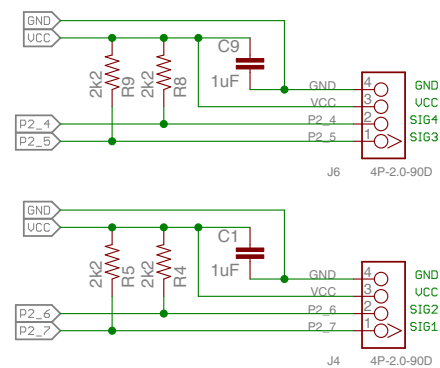 GND
VCC
C9
1uF
2k2
R9
2k2
R8
P2_4
P2_5
GND
VCC
P2_4
P2_5
4
3
2
1
GND
VCC
SIG4
SIG3
J6
4P-2.0-90D
GND
VCC
C1
1uF
2k2
R5
2k2
R4
P2_6
P2_7
GND
VCC
P2_6
P2_7
4
3
2
1
GND
VCC
SIG2
SIG1
J4
4P-2.0-90D